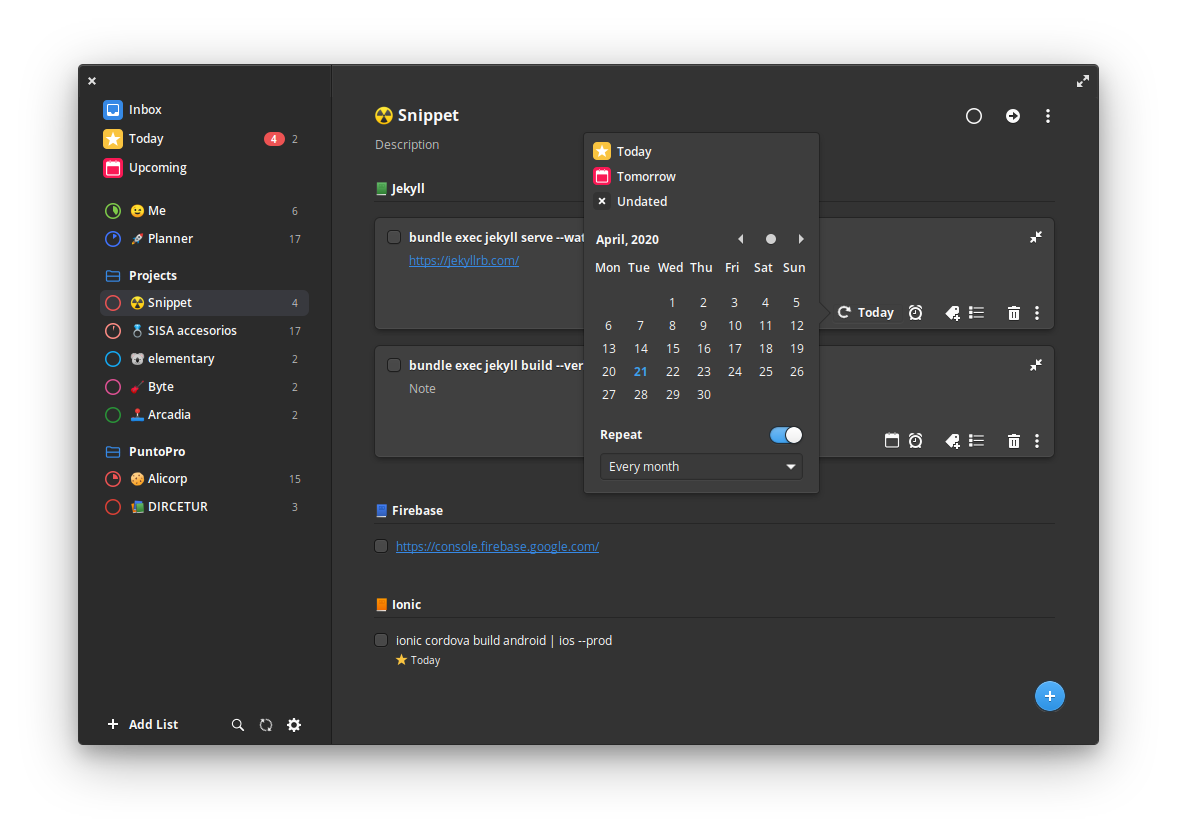 Inbox
Today 4 2
Upcoming
Me 6
Planner 17
Projects
Snippet 4
SISA accesorios 17
elementary 2
Byte 2
Arcadia 2
PuntoPro
Alicorp 15
DIRCETUR 3
Add List
Snippet
Description
Jekyll
bundle exec jekyll serve --wat
https://jekyllrb.com/
Today
bundle exec jekyll build --ver
Note
Today
Tomorrow
Undated
April, 2020
Mon Tue Wed Thu Fri Sat Sun
1 2 3 4 5
6 7 8 9 10 11 12
13 14 15 16 17 18 19
20 21 22 23 24 25 26
27 28 29 30
Repeat
Every month
Firebase
https://console.firebase.google.com/
Ionic
ionic cordova build android | ios --prod
Today